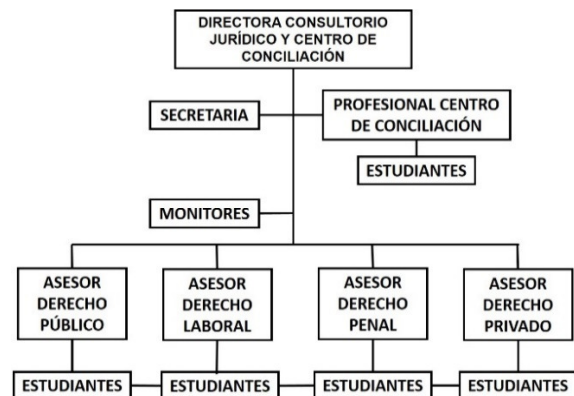 DIRECTORA CONSULTORIO
JURÍDICO Y CENTRO DE
CONCILIACIÓN
SECRETARIA
PROFESIONAL CENTRO
DE CONCILIACIÓN
ESTUDIANTES
MONITORES
ASESOR
DERECHO
PÚBLICO
ASESOR
DERECHO
LABORAL
ASESOR
DERECHO
PENAL
ASESOR
DERECHO
PRIVADO
ESTUDIANTES
ESTUDIANTES
ESTUDIANTES
ESTUDIANTES